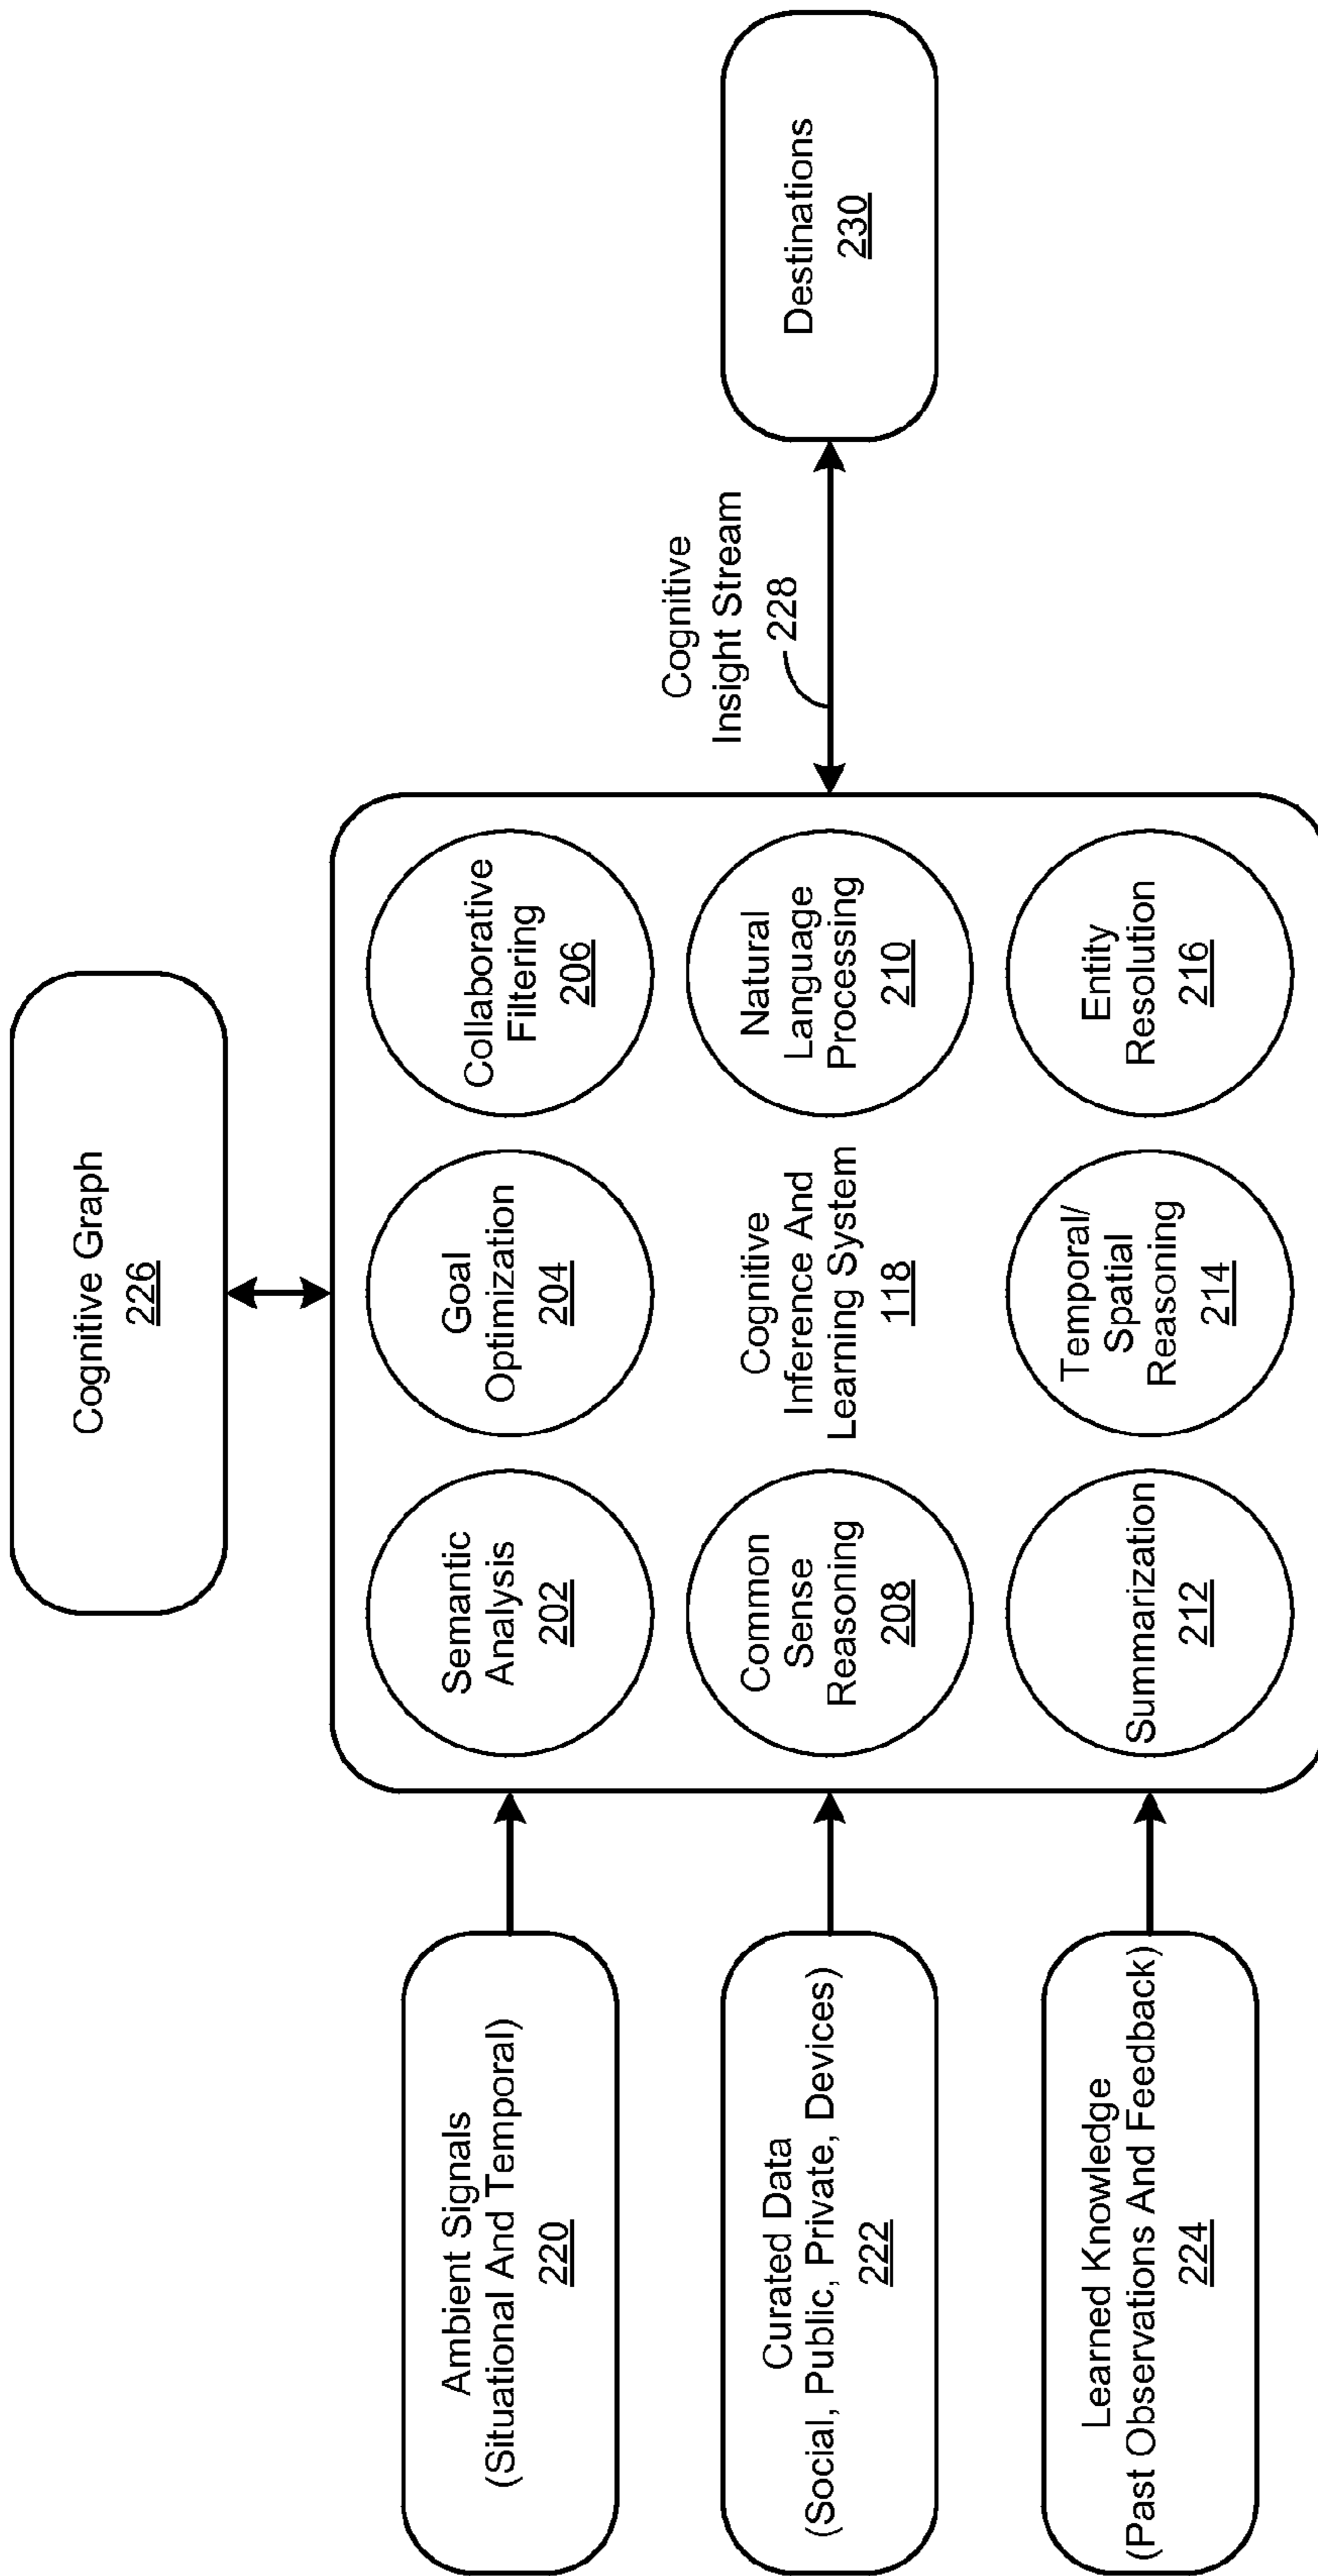 Cognitive Graph
226
Ambient Signals
(Situational And Temporal)
220
Curated Data
(Social, Public, Private, Devices)
222
Learned Knowledge
(Past Observations And Feedback)
224
Semantic
Analysis
202
Goal
Optimization
204
Collaborative
Filtering
206
Common
Sense
Reasoning
208
Cognitive
Inference And
Learning System
118
Natural
Language
Processing
210
Summarization
212
Temporal/
Spatial
Reasoning
214
Entity
Resolution
216
Cognitive
Insight Stream
228
Destinations
230